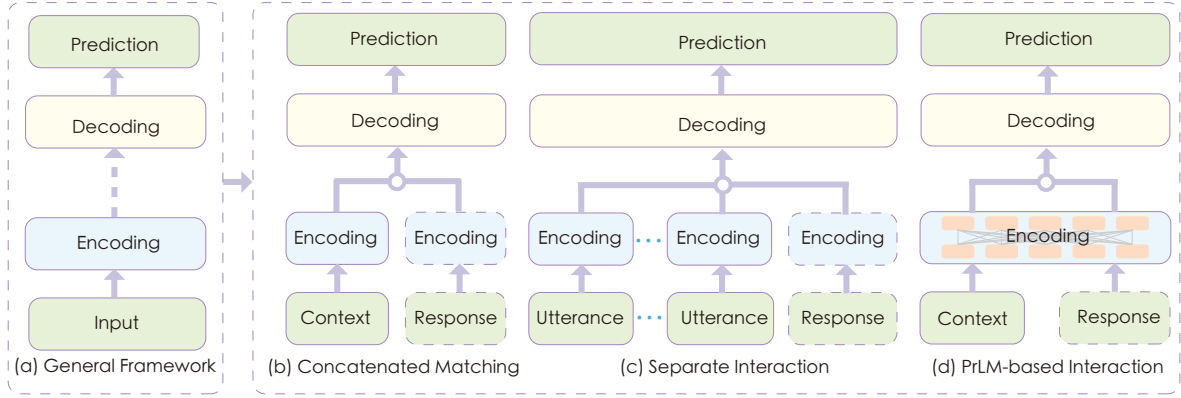 Prediction
Decoding
Encoding
Input
(a) General Framework
Prediction
Decoding
Encoding Encoding
Context Response
(b) Concatenated Matching
Prediction
Decoding
Encoding ... Encoding Encoding
Utterance ... Utterance Response
(c) Separate Interaction
Prediction
Decoding
Encoding
Context Response
(d) PrLM-based Interaction